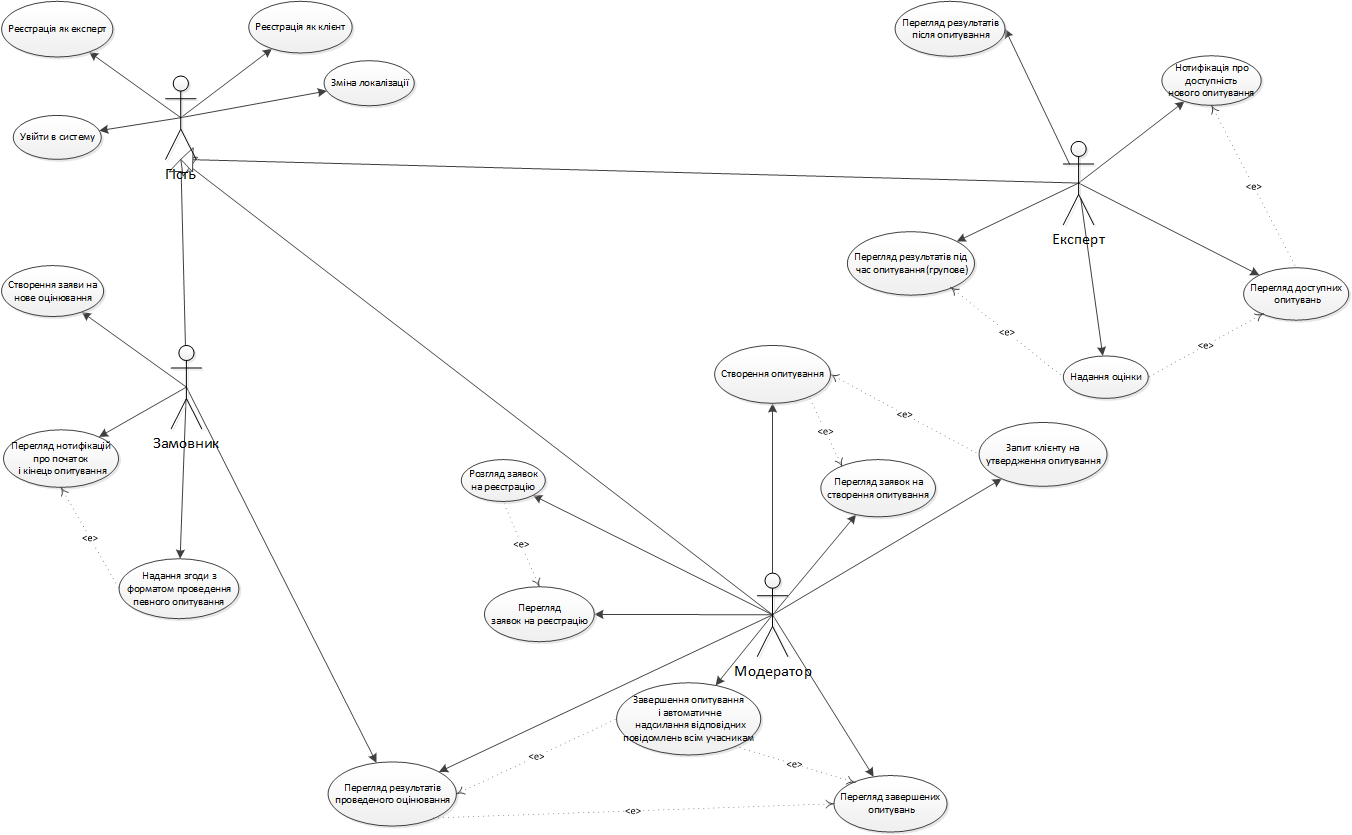 Реєстрація як експерт
Реєстрація як клієнт
Зміна локалізації
Увійти в систему
Гість
Перегляд результатів
після опитування
Нотифікація про
доступність
нового опитування
<e>
Експерт
Перегляд результатів під
час опитування(групове)
Перегляд доступних
опитувань
<e>
<e>
Надання оцінки
Створення заяви на
нове оцінювання
Замовник
Перегляд нотифікацій
про початок
і кінець опитування
<e>
Надання згоди з
форматом проведення
певного опитування
Створення опитування
<e>
<e>
Запит клієнту на
утвердження опитування
Перегляд заявок на
створення опитування
Розгляд заявок
на реєстрацію
<e>
Перегляд
заявок на реєстрацію
Модератор
Завершення опитування
і автоматичне
надсилання відповідних
повідомлень всім учасникам
<e>
<e>
Перегляд результатів
проведеного оцінювання
<e>
Перегляд завершених
опитувань